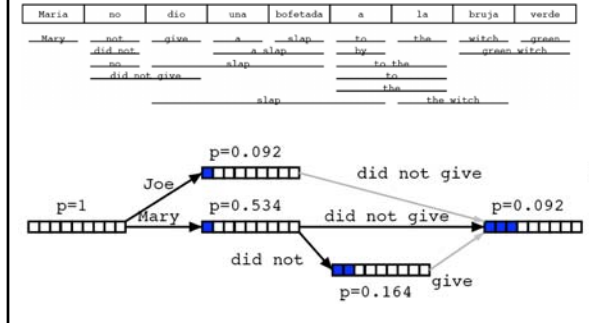 Maria no dio una bofetada a la bruja verde
Mary not give a slap to the witch green
did not a slap by green witch
no slap to the
did not give to
the
slap the witch
p=0.092
Joe did not give
p=1 p=0.534 p=0.092
Mary did not give
did not
give
p=0.164